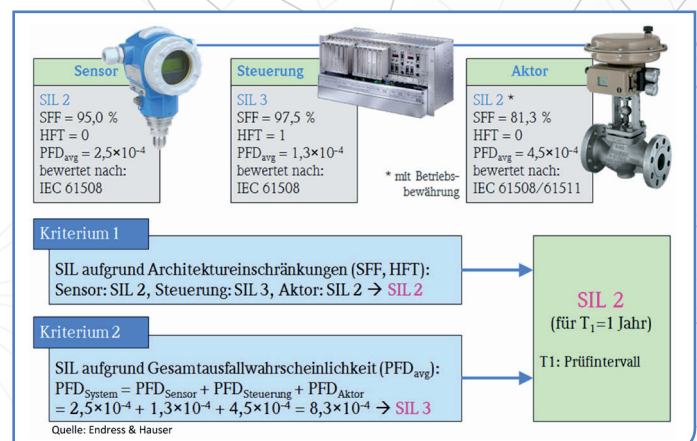 Sensor
SIL 2
SFF = 95,0 %
HFT = 0
PFDavg = 2,5×10⁻⁴
bewertet nach:
IEC 61508
Steuerung
SIL 3
SFF = 97,5 %
HFT = 1
PFDavg = 1,3×10⁻⁴
bewertet nach:
IEC 61508
* mit Betriebs-
bewährung
Aktor
SIL 2 *
SFF = 81,3 %
HFT = 0
PFDavg = 4,5×10⁻⁴
bewertet nach:
IEC 61508/61511
Kriterium 1
SIL aufgrund Architektureinschränkungen (SFF, HFT):
Sensor: SIL 2, Steuerung: SIL 3, Aktor: SIL 2 → SIL 2
Kriterium 2
SIL aufgrund Gesamtausfallwahrscheinlichkeit (PFDavg):
PFDSystem = PFDSensor + PFDSteuerung + PFDAktor
= 2,5×10⁻⁴ + 1,3×10⁻⁴ + 4,5×10⁻⁴ = 8,3×10⁻⁴ → SIL 3
SIL 2
(für T₁=1 Jahr)
T1: Prüfintervall
Quelle: Endress & Hauser